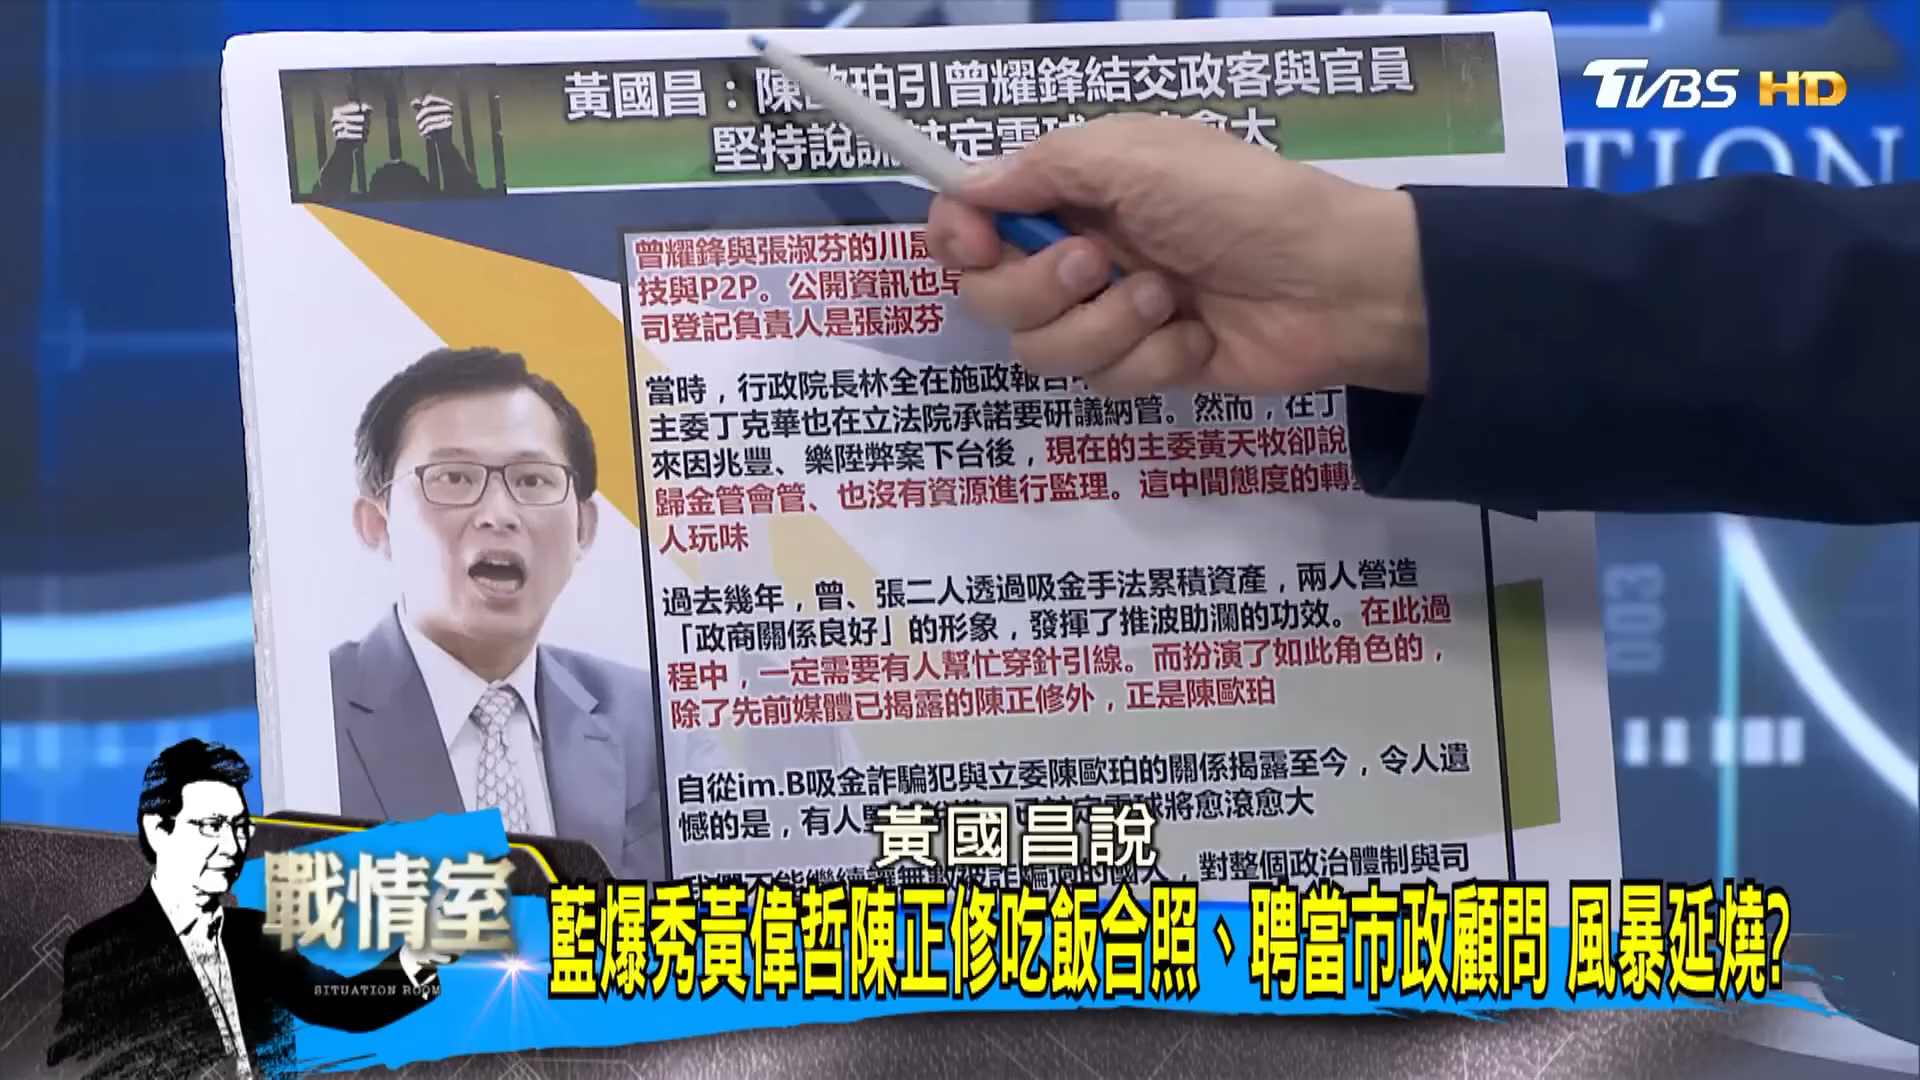 TVBS HD
TION
黃國昌：陳歐珀引曾耀鋒結交政客與官員
堅持說謊註定雪球愈大
曾耀鋒與張淑芬的川晟
技與P2P。公開資訊也早
司登記負責人是張淑芬
當時，行政院長林全在施政報告
主委丁克華也在立法院承諾要研議納管。然而，在丁
來因兆豐、樂陞弊案下台後，現在的主委黃天牧卻說
歸金管會管、也沒有資源進行監理。這中間態度的轉
人玩味
過去幾年，曾、張二人透過吸金手法累積資產，兩人營造
「政商關係良好」的形象，發揮了推波助瀾的功效。在此過
程中，一定需要有人幫忙穿針引線。而扮演了如此角色的，
除了先前媒體已揭露的陳正修外，正是陳歐珀
自從im.B吸金詐騙犯與立委陳歐珀的關係揭露至今，令人遺
憾的是，有人堅 雪球將愈滾愈大
對整個政治體制與司
003
黃國昌說
戰情室
SITUATION ROOM
藍爆秀黃偉哲陳正修吃飯合照、聘當市政顧問 風暴延燒?